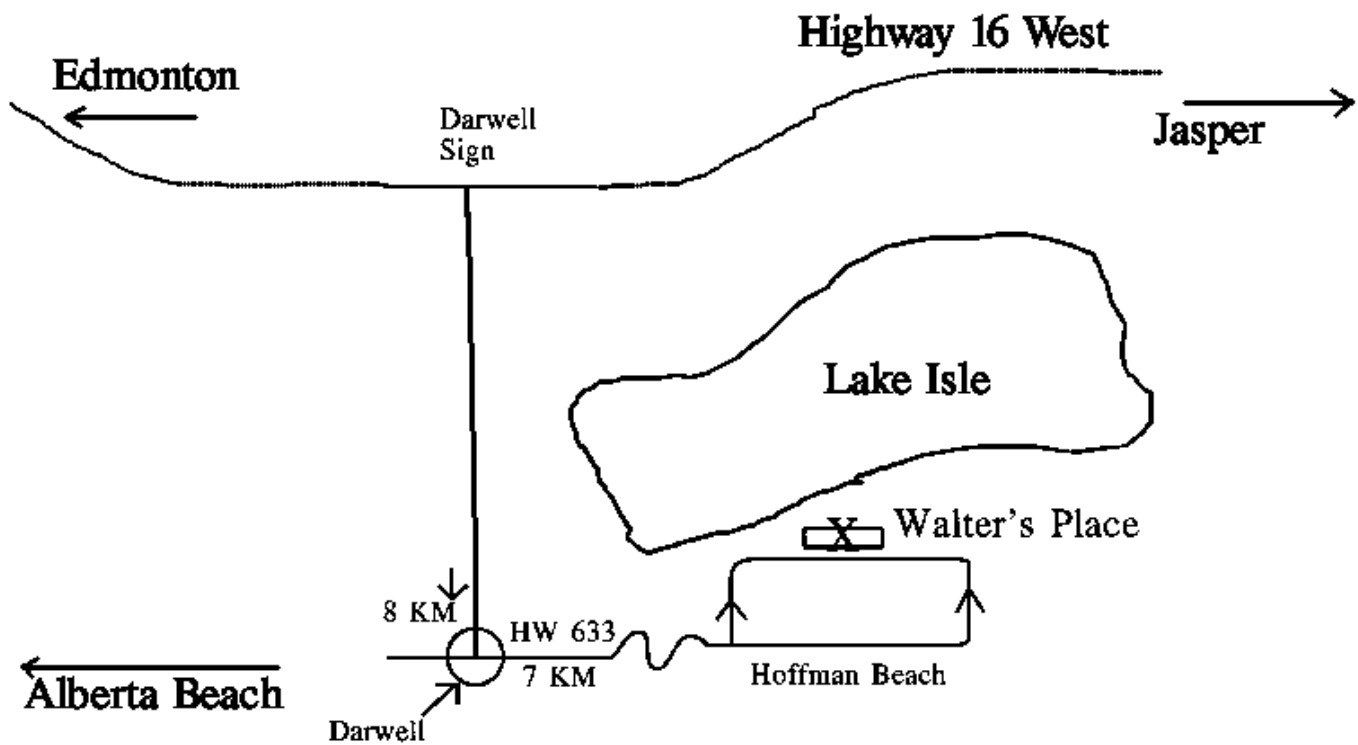 Highway 16 West
Edmonton
Jasper
Darwell
Sign
Lake Isle
X Walter's Place
8 KM
HW 633
7 KM
Hoffman Beach
Alberta Beach
Darwell